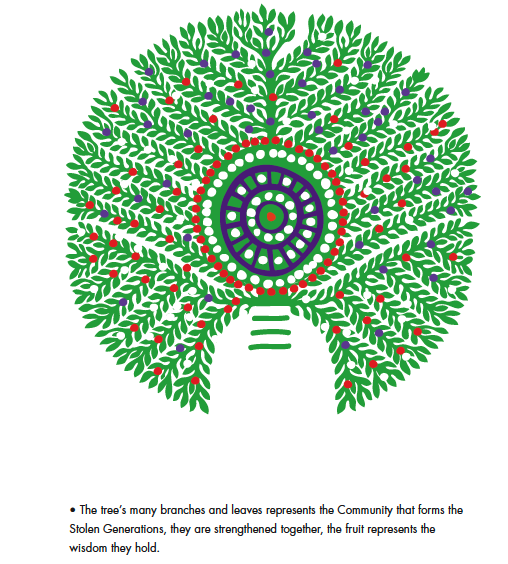 • The tree's many branches and leaves represents the Community that forms the
Stolen Generations, they are strengthened together, the fruit represents the
wisdom they hold.